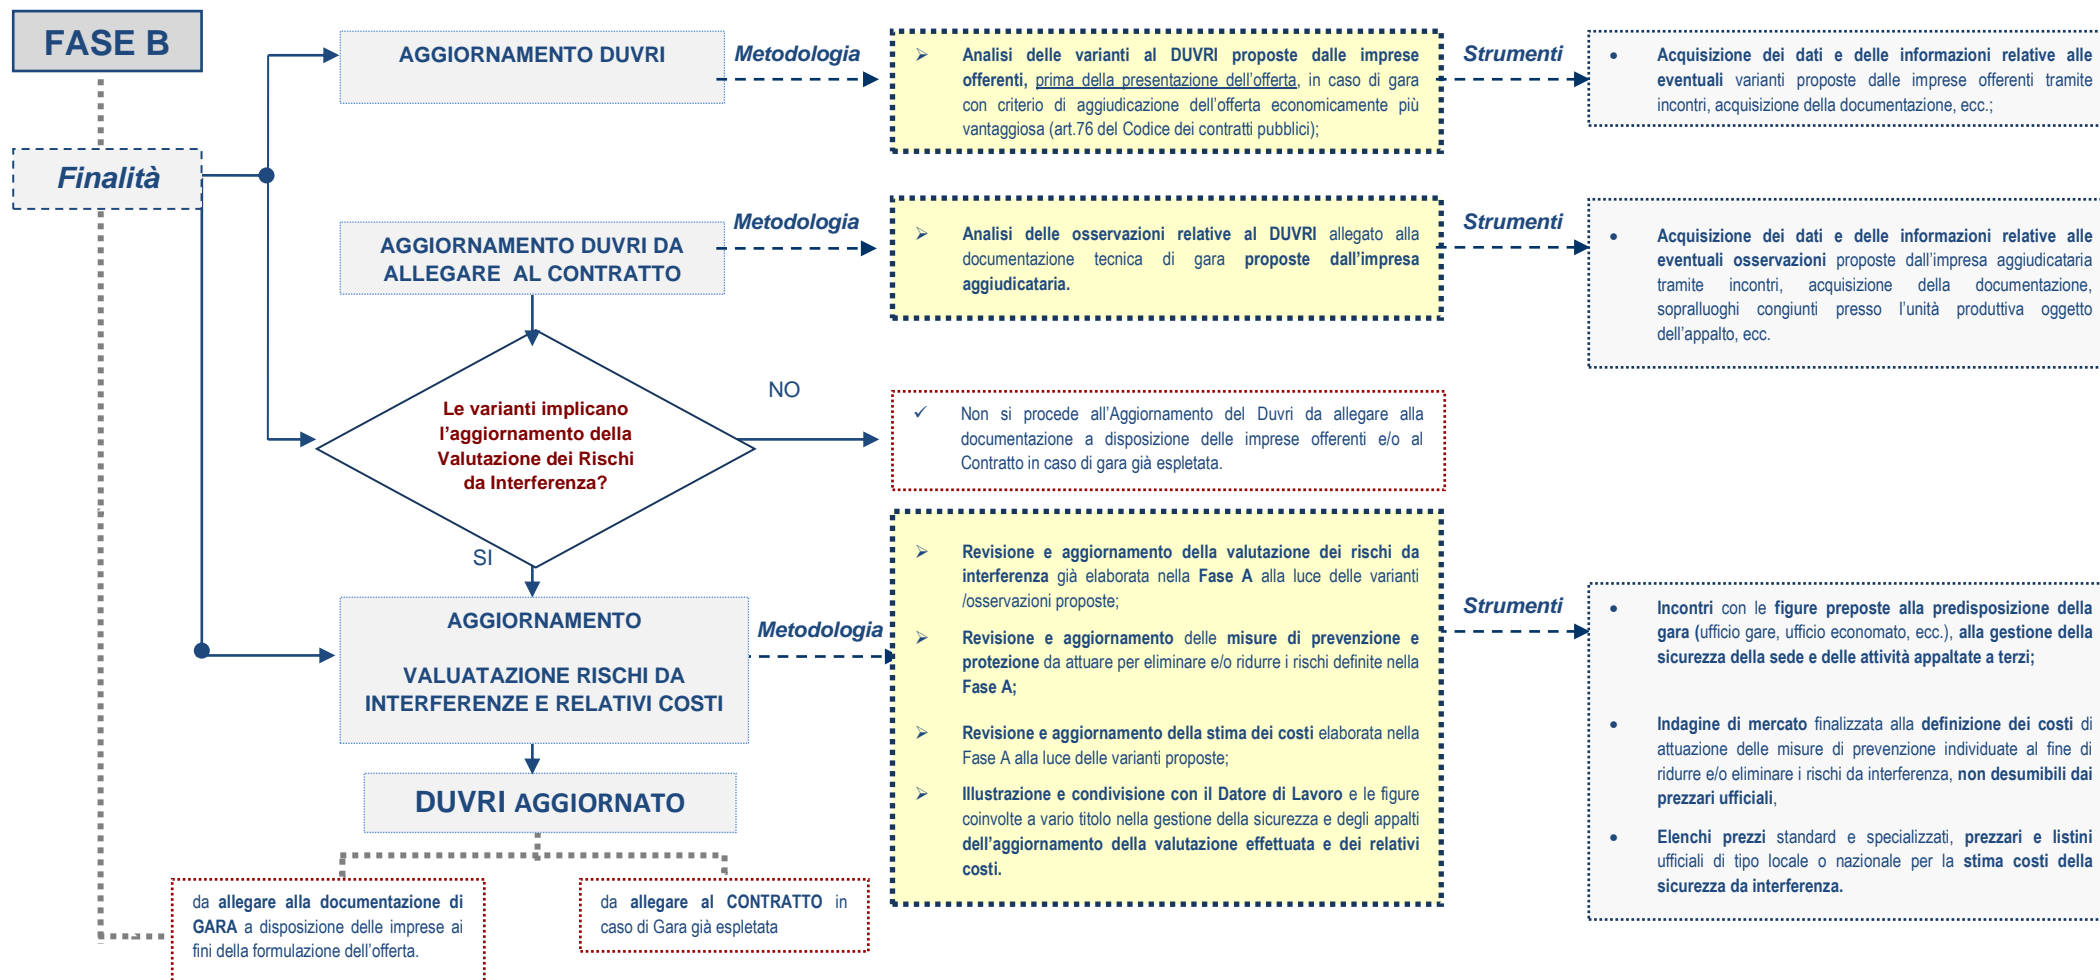 FASE B
Finalità
AGGIORNAMENTO DUVRI
Metodologia
➢ Analisi delle varianti al DUVRI proposte dalle imprese
offerenti, prima della presentazione dell'offerta, in caso di gara
con criterio di aggiudicazione dell'offerta economicamente più
vantaggiosa (art.76 del Codice dei contratti pubblici);
Strumenti
• Acquisizione dei dati e delle informazioni relative alle
eventuali varianti proposte dalle imprese offerenti tramite
incontri, acquisizione della documentazione, ecc.;
AGGIORNAMENTO DUVRI DA
ALLEGARE AL CONTRATTO
Metodologia
➢ Analisi delle osservazioni relative al DUVRI allegato alla
documentazione tecnica di gara proposte dall'impresa
aggiudicataria.
Strumenti
• Acquisizione dei dati e delle informazioni relative alle
eventuali osservazioni proposte dall'impresa aggiudicataria
tramite incontri, acquisizione della documentazione,
sopralluoghi congiunti presso l'unità produttiva oggetto
dell'appalto, ecc.
Le varianti implicano
l'aggiornamento della
Valutazione dei Rischi
da Interferenza?
NO
✓ Non si procede all'Aggiornamento del Duvri da allegare alla
documentazione a disposizione delle imprese offerenti e/o al
Contratto in caso di gara già espletata.
SI
AGGIORNAMENTO
VALUATAZIONE RISCHI DA
INTERFERENZE E RELATIVI COSTI
Metodologia
➢ Revisione e aggiornamento della valutazione dei rischi da
interferenza già elaborata nella Fase A alla luce delle varianti
/osservazioni proposte;
➢ Revisione e aggiornamento delle misure di prevenzione e
protezione da attuare per eliminare e/o ridurre i rischi definite nella
Fase A;
➢ Revisione e aggiornamento della stima dei costi elaborata nella
Fase A alla luce delle varianti proposte;
➢ Illustrazione e condivisione con il Datore di Lavoro e le figure
coinvolte a vario titolo nella gestione della sicurezza e degli appalti
dell'aggiornamento della valutazione effettuata e dei relativi
costi.
Strumenti
• Incontri con le figure preposte alla predisposizione della
gara (ufficio gare, ufficio economato, ecc.), alla gestione della
sicurezza della sede e delle attività appaltate a terzi;
• Indagine di mercato finalizzata alla definizione dei costi di
attuazione delle misure di prevenzione individuate al fine di
ridurre e/o eliminare i rischi da interferenza, non desumibili dai
prezzari ufficiali,
• Elenchi prezzi standard e specializzati, prezzari e listini
ufficiali di tipo locale o nazionale per la stima costi della
sicurezza da interferenza.
DUVRI AGGIORNATO
da allegare alla documentazione di
GARA a disposizione delle imprese ai
fini della formulazione dell'offerta.
da allegare al CONTRATTO in
caso di Gara già espletata